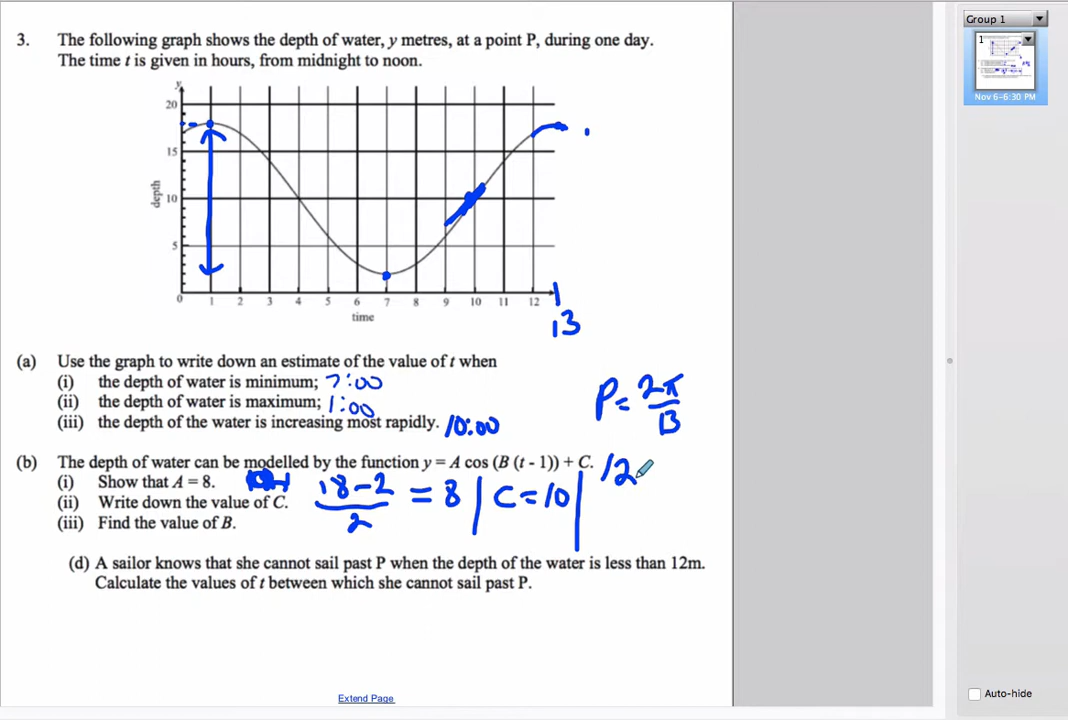 3. The following graph shows the depth of water, y metres, at a point P, during one day.
The time t is given in hours, from midnight to noon.
y
20
15
10
5
depth
0 1 2 3 4 5 6 7 8 9 10 11 12
13
time
(a) Use the graph to write down an estimate of the value of t when
(i) the depth of water is minimum; 7:00
(ii) the depth of water is maximum; 1:00
(iii) the depth of the water is increasing most rapidly. 10:00
P = 2π/B
(b) The depth of water can be modelled by the function y = A cos (B (t - 1)) + C.
12
(i) Show that A = 8.
(ii) Write down the value of C.
(iii) Find the value of B.
18-2/2 = 8 | C = 10 |
(d) A sailor knows that she cannot sail past P when the depth of the water is less than 12m.
Calculate the values of t between which she cannot sail past P.
Extend Page
Group 1
1
Nov 6-6:30 PM
Auto-hide